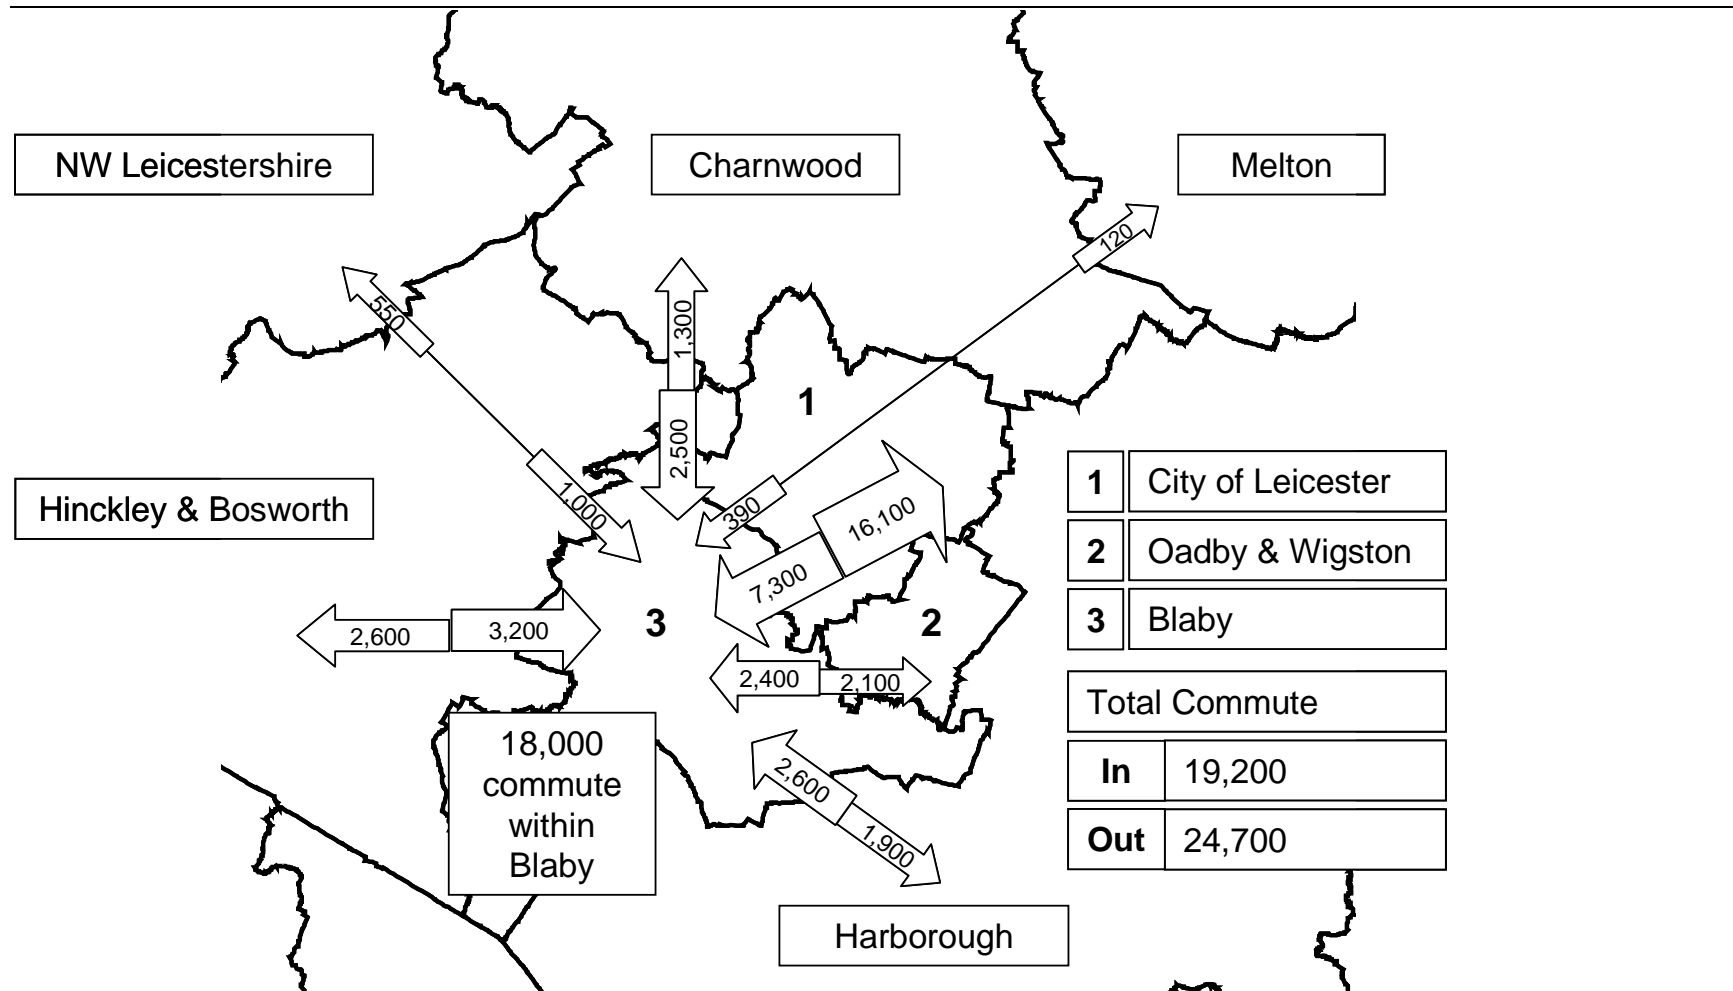 NW Leicestershire
Charnwood
Melton
120
550
1,300
2,500
1
1,000
390
16,100
7,300
Hinckley & Bosworth
1 City of Leicester
2 Oadby & Wigston
3 Blaby
2,600
3,200
3
2
2,400
2,100
Total Commute
In 19,200
Out 24,700
18,000
commute
within
Blaby
2,600
1,900
Harborough